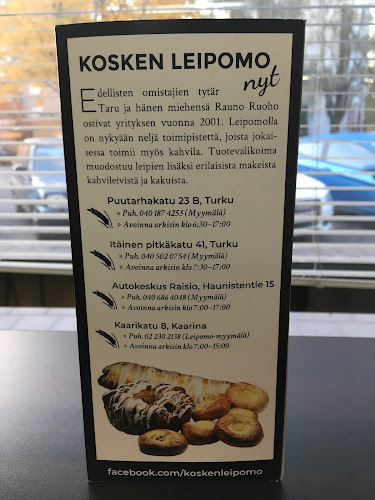 KOSKEN LEIPOMO
nyt
Edellisten omistajien tytär
Taru ja hänen miehensä Rauno Ruoho
ostivat yrityksen vuonna 2001. Leipomolla
on nykyään neljä toimipistettä, joista jokai-
sessa toimii myös kahvila. Tuotevalikoima
muodostuu leipien lisäksi erilaisista makeista
kahvileivistä ja kakuista.
Puutarhakatu 23 B, Turku
» Puh. 040 187 4253 (Myymälä)
» Avoinna arkisin klo 6:30–17:00
Itäinen pitkäkatu 41, Turku
» Puh. 040 502 0754 (Myymälä)
» Avoinna arkisin klo 7:30–17:00
Autokeskus Raisio, Haunistentie 15
» Puh. 040 686 4048 (Myymälä)
» Avoinna arkisin klo 7:00–17:00
Kaarikatu 8, Kaarina
» Puh. 02 230 2138 (Leipomo-myymälä)
» Avoinna arkisin klo 7:00–15:00
facebook.com/koskenleipomo